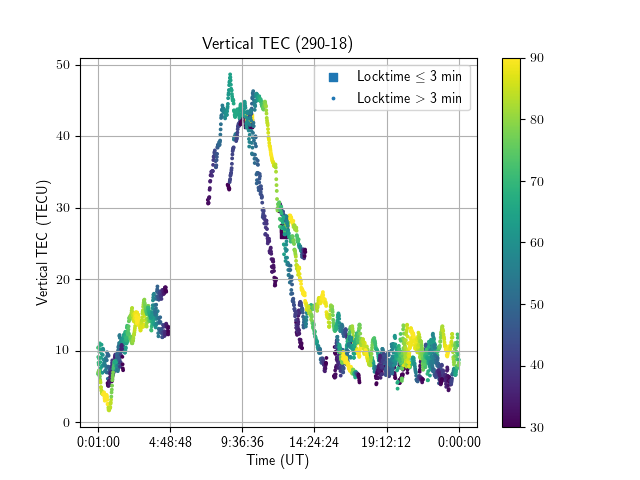 Vertical TEC (290-18)
Locktime ≤ 3 min
Locktime > 3 min
Vertical TEC (TECU)
50
40
30
20
10
0
0:01:00 4:48:48 9:36:36 14:24:24 19:12:12 0:00:00
Time (UT)
90
80
70
60
50
40
30